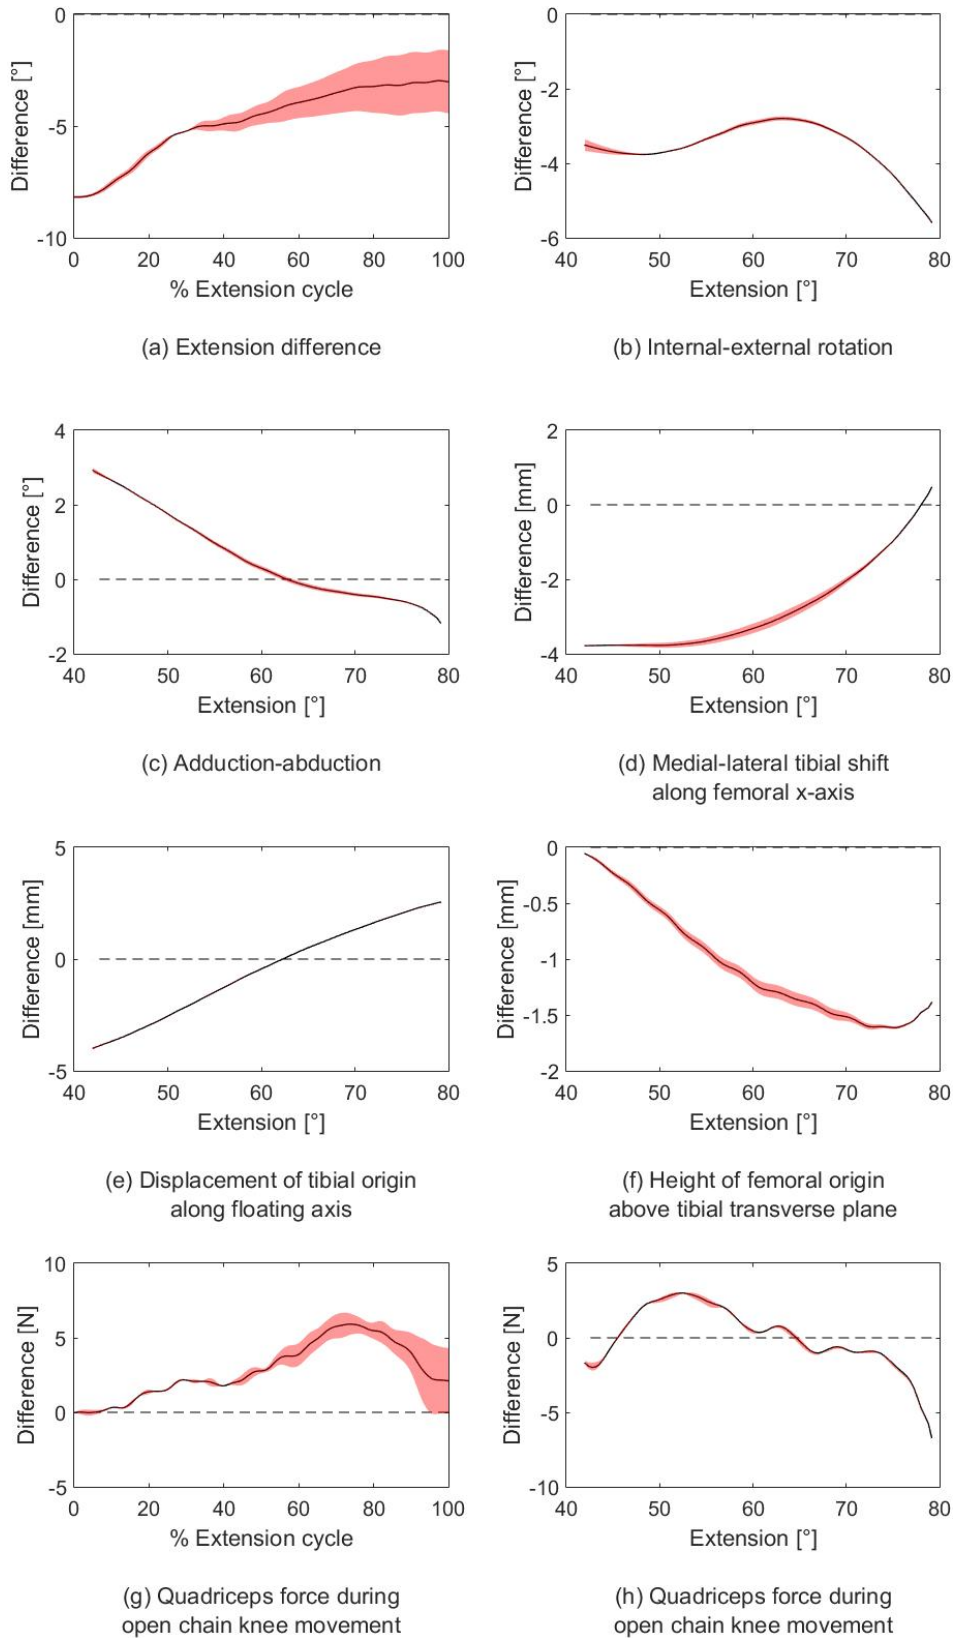 0
-5
-10
Difference [°]
0 20 40 60 80 100
% Extension cycle
(a) Extension difference
0
-2
-4
-6
Difference [°]
40 50 60 70 80
Extension [°]
(b) Internal-external rotation
4
2
0
-2
Difference [°]
40 50 60 70 80
Extension [°]
(c) Adduction-abduction
2
0
-2
-4
Difference [mm]
40 50 60 70 80
Extension [°]
(d) Medial-lateral tibial shift
along femoral x-axis
5
0
-5
Difference [mm]
40 50 60 70 80
Extension [°]
(e) Displacement of tibial origin
along floating axis
0
-0.5
-1
-1.5
-2
Difference [mm]
40 50 60 70 80
Extension [°]
(f) Height of femoral origin
above tibial transverse plane
10
5
0
-5
Difference [N]
0 20 40 60 80 100
% Extension cycle
(g) Quadriceps force during
open chain knee movement
5
0
-5
-10
Difference [N]
40 50 60 70 80
Extension [°]
(h) Quadriceps force during
open chain knee movement